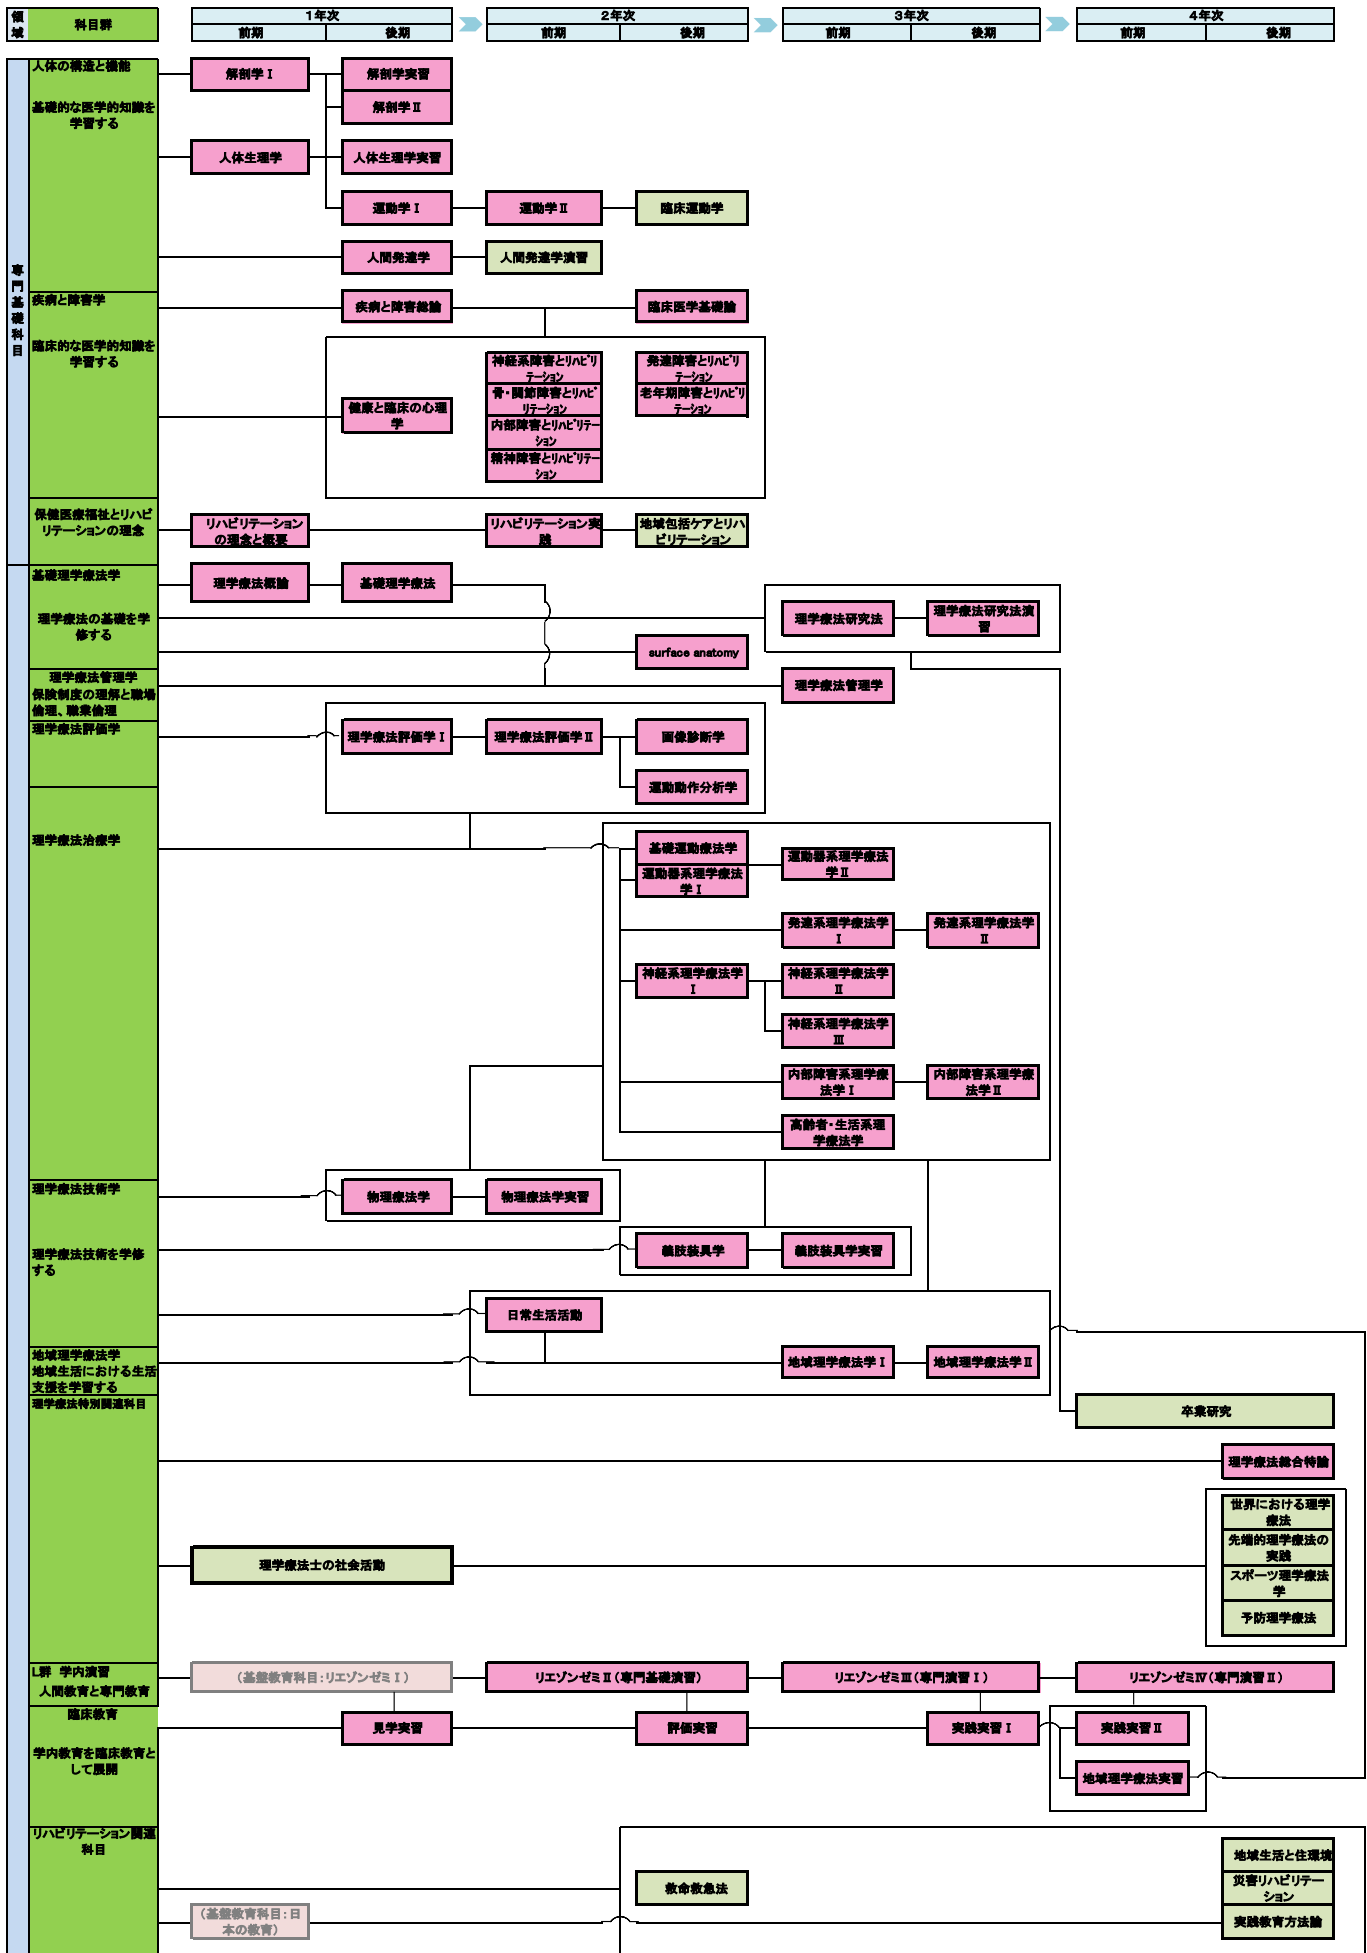 領
域
科目群
1年次
2年次
3年次
4年次
前期
後期
前期
後期
前期
後期
前期
後期
専
門
基
礎
科
目
人体の構造と機能
基礎的な医学的知識を
学習する
解剖学Ⅰ
解剖学実習
解剖学Ⅱ
人体生理学
人体生理学実習
運動学Ⅰ
運動学Ⅱ
臨床運動学
人間発達学
人間発達学演習
疾病と障害学
臨床的な医学的知識を
学習する
疾病と障害総論
臨床医学基礎論
健康と臨床の心理
学
神経系障害とリハビリ
テーション
骨・関節障害とリハビ
リテーション
内部障害とリハビリテー
ション
精神障害とリハビリテー
ション
発達障害とリハビリ
テーション
老年期障害とリハビリ
テーション
保健医療福祉とリハビ
リテーションの理念
リハビリテーション
の理念と概要
リハビリテーション実
践
地域包括ケアとリハ
ビリテーション
基礎理学療法学
理学療法の基礎を学
修する
理学療法概論
基礎理学療法
理学療法研究法
理学療法研究法演
習
surface anatomy
理学療法管理学
保険制度の理解と職場
倫理、職業倫理
理学療法管理学
理学療法評価学
理学療法評価学Ⅰ
理学療法評価学Ⅱ
画像診断学
運動動作分析学
理学療法治療学
基礎運動療法学
運動器系理学療法
学Ⅰ
運動器系理学療法
学Ⅱ
発達系理学療法学
Ⅰ
発達系理学療法学
Ⅱ
神経系理学療法学
Ⅰ
神経系理学療法学
Ⅱ
神経系理学療法学
Ⅲ
内部障害系理学療
法学Ⅰ
内部障害系理学療
法学Ⅱ
高齢者・生活系理
学療法学
理学療法技術学
理学療法技術を学修
する
物理療法学
物理療法学実習
義肢装具学
義肢装具学実習
日常生活活動
地域理学療法学
地域生活における生活
支援を学習する
地域理学療法学Ⅰ
地域理学療法学Ⅱ
理学療法特別関連科目
卒業研究
理学療法総合特論
世界における理学
療法
先端的理学療法の
実践
スポーツ理学療法
学
予防理学療法
理学療法士の社会活動
L群 学内演習
人間教育と専門教育
(基盤教育科目:リエゾンゼミⅠ)
リエゾンゼミⅡ(専門基礎演習)
リエゾンゼミⅢ(専門演習Ⅰ)
リエゾンゼミⅣ(専門演習Ⅱ)
臨床教育
学内教育を臨床教育と
して展開
見学実習
評価実習
実践実習Ⅰ
実践実習Ⅱ
地域理学療法実習
リハビリテーション関連
科目
地域生活と住環境
災害リハビリテー
ション
救命救急法
(基盤教育科目:日
本の教育)
実践教育方法論